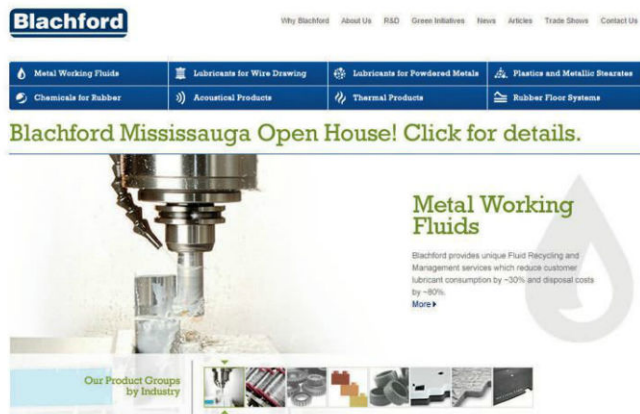 Blachford
Why Blachford About Us R&D Green Initiatives News Articles Trade Shows Contact Us
Metal Working Fluids Lubricants for Wire Drawing Lubricants for Powdered Metals Plastics and Metallic Stearates
Chemicals for Rubber Acoustical Products Thermal Products Rubber Floor Systems
Blachford Mississauga Open House! Click for details.
Metal Working
Fluids
Blachford provides unique Fluid Recycling and
Management services which reduce customer
lubricant consumption by ~30% and disposal costs
by ~80%.
More
Our Product Groups
by Industry